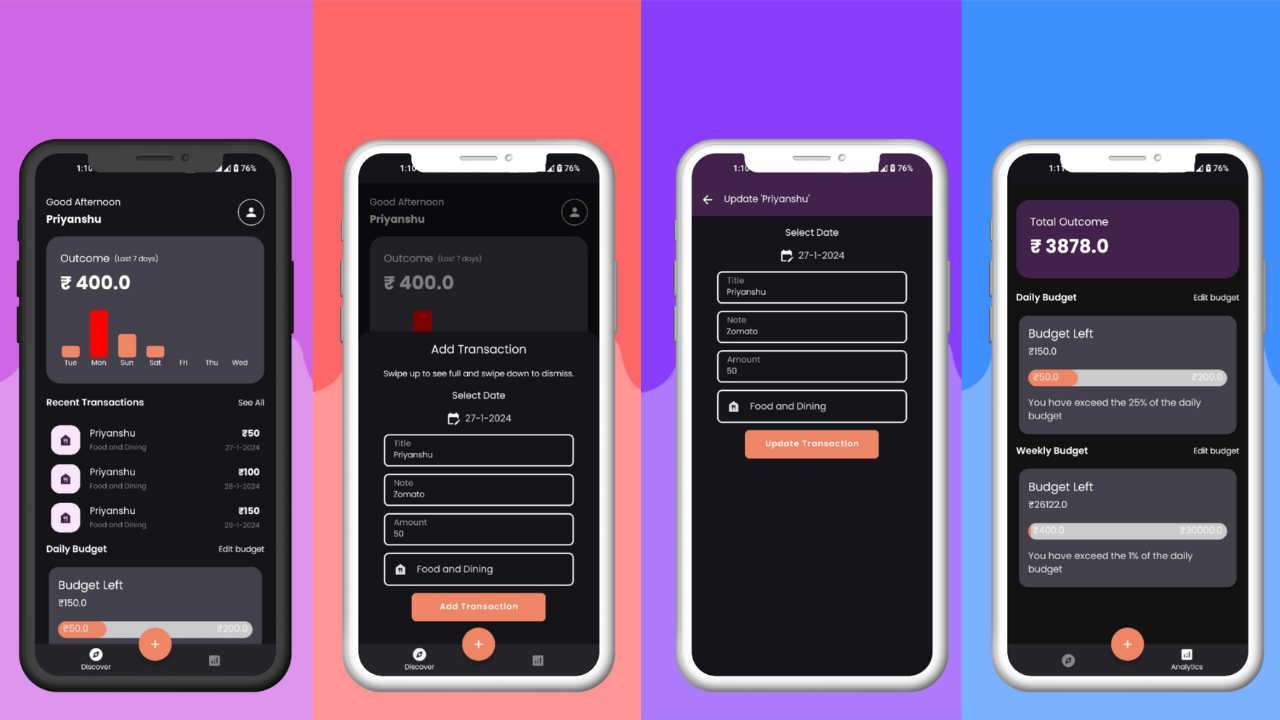 1:10
76%
Good Afternoon
Priyanshu
Outcome (Last 7 days)
₹ 400.0
Tue Mon Sun Sat Fri Thu Wed
Recent Transactions See All
Priyanshu ₹50
Food and Dining 27-1-2024
Priyanshu ₹100
Food and Dining 28-1-2024
Priyanshu ₹150
Food and Dining 29-1-2024
Daily Budget Edit budget
Budget Left
₹150.0
₹50.0 ₹200.0
+
Discover
1:10
76%
Good Afternoon
Priyanshu
Outcome (Last 7 days)
₹ 400.0
Add Transaction
Swipe up to see full and swipe down to dismiss.
Select Date
27-1-2024
Title
Priyanshu
Note
Zomato
Amount
50
Food and Dining
Add Transaction
+
Discover
1:10
76%
Update 'Priyanshu'
Select Date
27-1-2024
Title
Priyanshu
Note
Zomato
Amount
50
Food and Dining
Update Transaction
1:11
76%
Total Outcome
₹ 3878.0
Daily Budget Edit budget
Budget Left
₹150.0
₹50.0 ₹200.0
You have exceed the 25% of the daily
budget
Weekly Budget Edit budget
Budget Left
₹26122.0
₹400.0 ₹30000.0
You have exceed the 1% of the daily
budget
+
Analytics